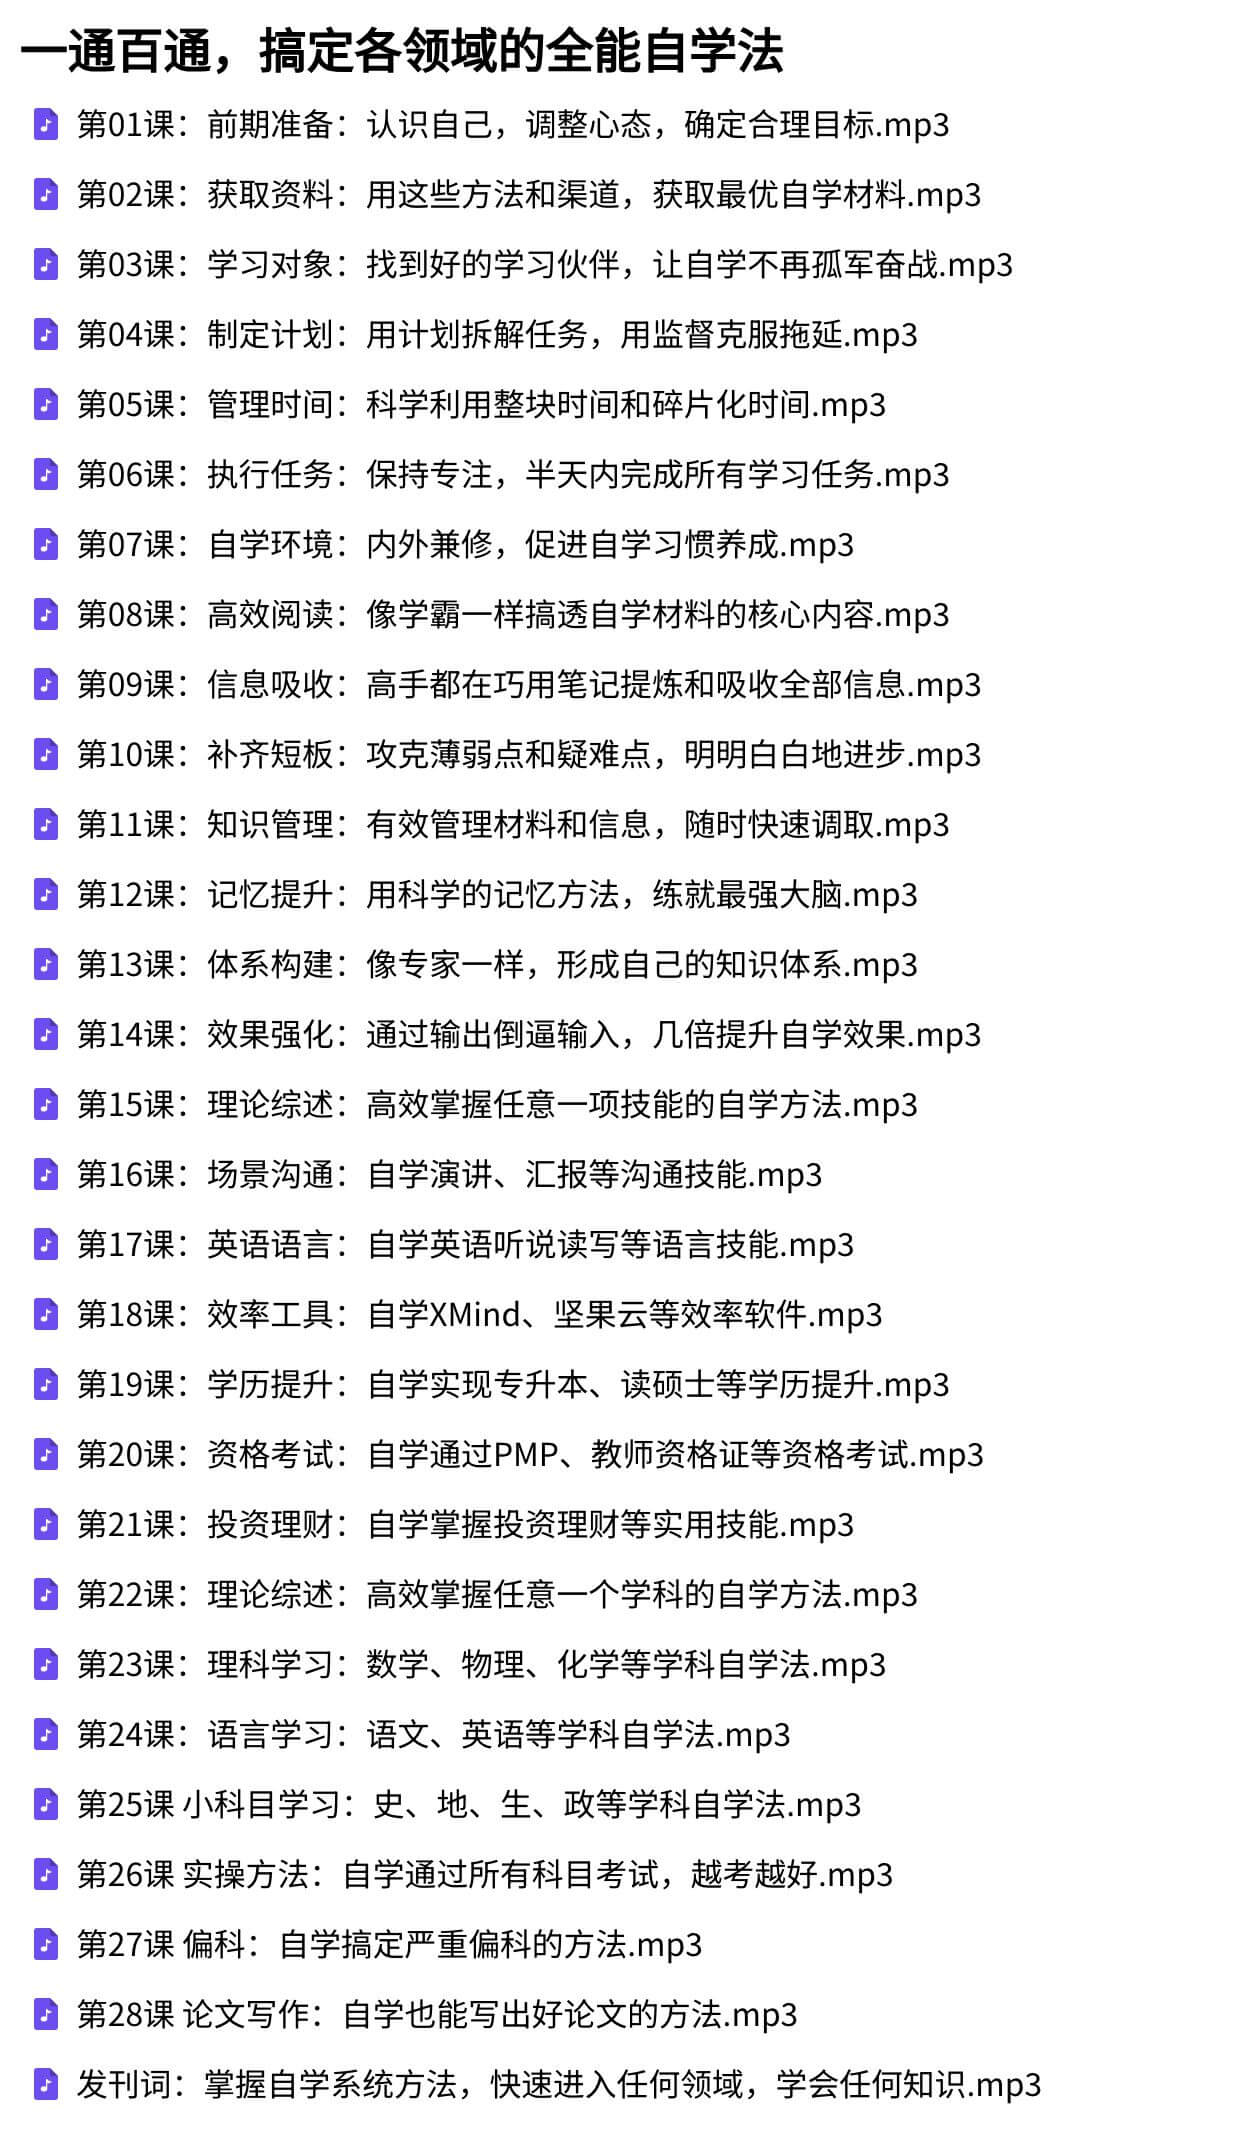 一通百通，搞定各领域的全能自学法
第01课：前期准备：认识自己，调整心态，确定合理目标.mp3
第02课：获取资料：用这些方法和渠道，获取最优自学材料.mp3
第03课：学习对象：找到好的学习伙伴，让自学不再孤军奋战.mp3
第04课：制定计划：用计划拆解任务，用监督克服拖延.mp3
第05课：管理时间：科学利用整块时间和碎片化时间.mp3
第06课：执行任务：保持专注，半天内完成所有学习任务.mp3
第07课：自学环境：内外兼修，促进自学习惯养成.mp3
第08课：高效阅读：像学霸一样搞透自学材料的核心内容.mp3
第09课：信息吸收：高手都在巧用笔记提炼和吸收全部信息.mp3
第10课：补齐短板：攻克薄弱点和疑难点，明明白白地进步.mp3
第11课：知识管理：有效管理材料和信息，随时快速调取.mp3
第12课：记忆提升：用科学的记忆方法，练就最强大脑.mp3
第13课：体系构建：像专家一样，形成自己的知识体系.mp3
第14课：效果强化：通过输出倒逼输入，几倍提升自学效果.mp3
第15课：理论综述：高效掌握任意一项技能的自学方法.mp3
第16课：场景沟通：自学演讲、汇报等沟通技能.mp3
第17课：英语语言：自学英语听说读写等语言技能.mp3
第18课：效率工具：自学XMind、坚果云等效率软件.mp3
第19课：学历提升：自学实现专升本、读硕士等学历提升.mp3
第20课：资格考试：自学通过PMP、教师资格证等资格考试.mp3
第21课：投资理财：自学掌握投资理财等实用技能.mp3
第22课：理论综述：高效掌握任意一个学科的自学方法.mp3
第23课：理科学习：数学、物理、化学等学科自学法.mp3
第24课：语言学习：语文、英语等学科自学法.mp3
第25课 小科目学习：史、地、生、政等学科自学法.mp3
第26课 实操方法：自学通过所有科目考试，越考越好.mp3
第27课 偏科：自学搞定严重偏科的方法.mp3
第28课 论文写作：自学也能写出好论文的方法.mp3
发刊词：掌握自学系统方法，快速进入任何领域，学会任何知识.mp3